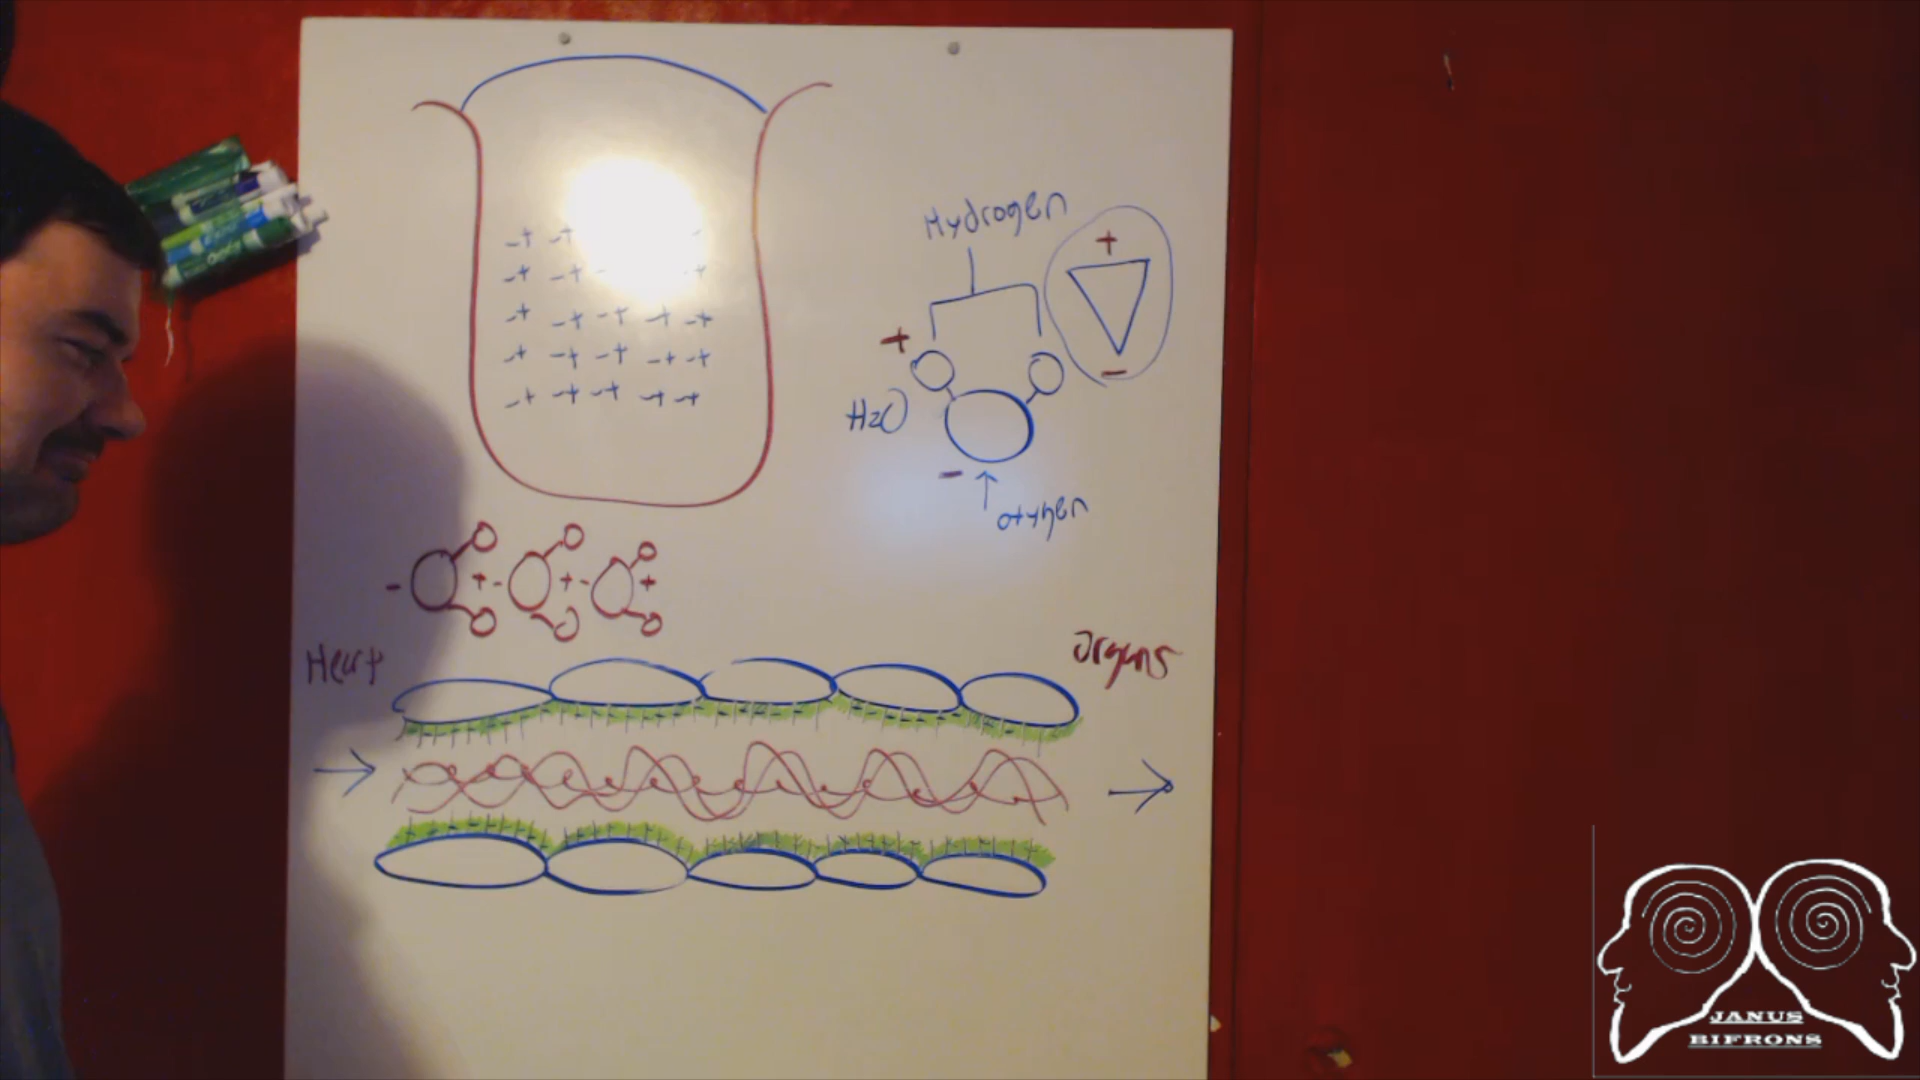 Hydrogen
+
-
+
H2O
-
oxygen
- + - + - +
Heart
Organs
JANUS
BIFRONS